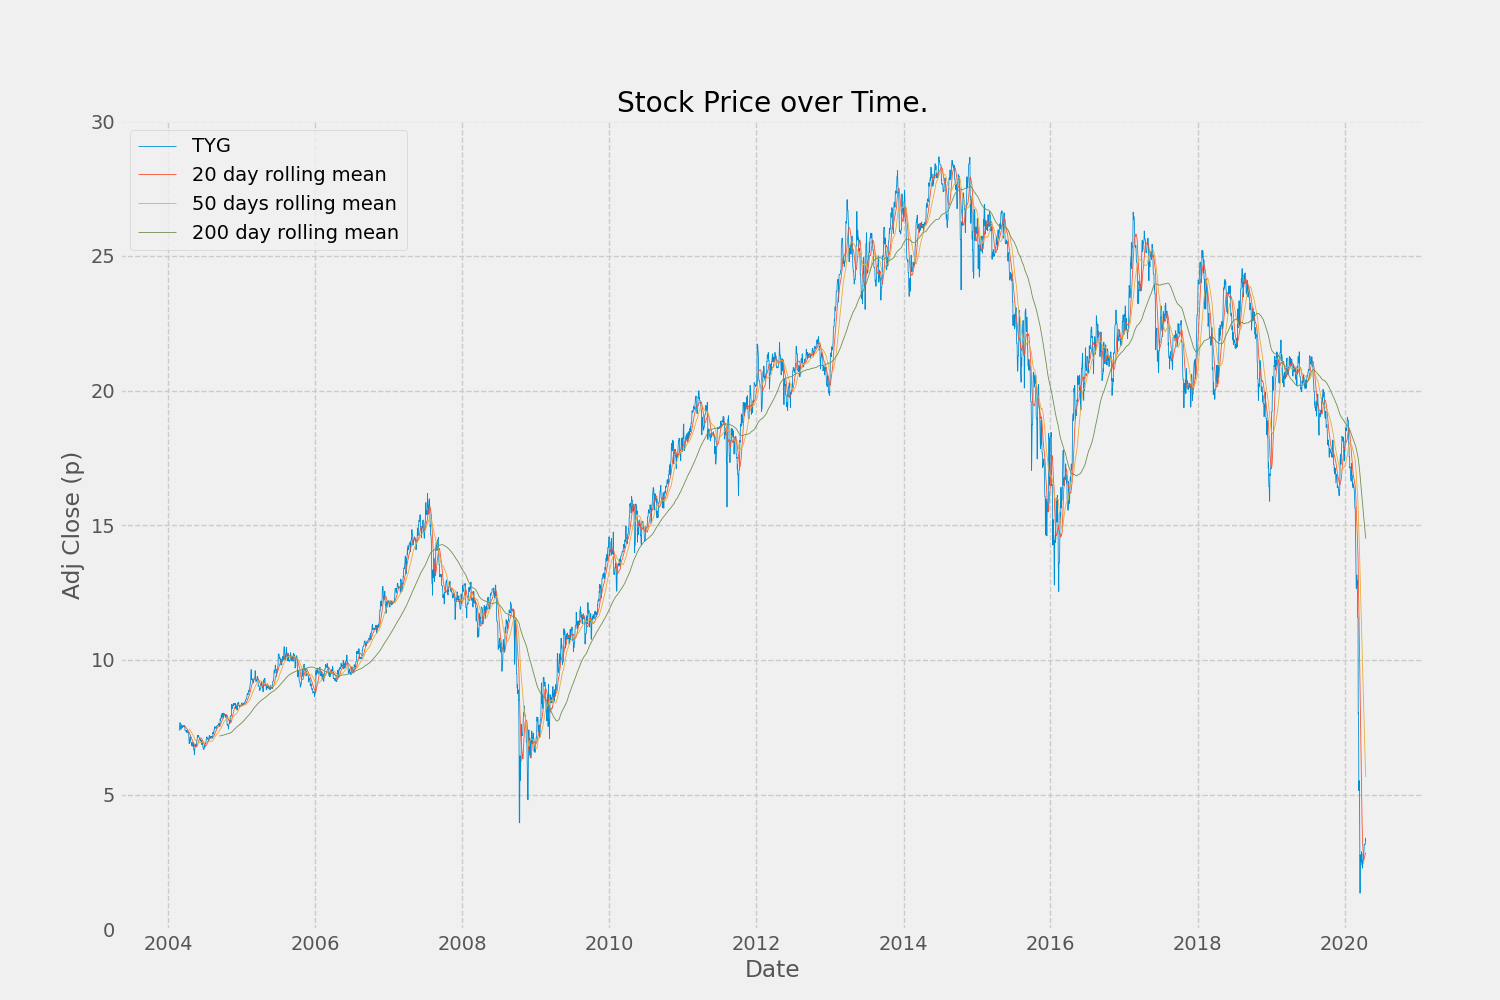 Stock Price over Time.
30
25
20
15
10
5
0
Adj Close (p)
TYG
20 day rolling mean
50 days rolling mean
200 day rolling mean
2004 2006 2008 2010 2012 2014 2016 2018 2020
Date